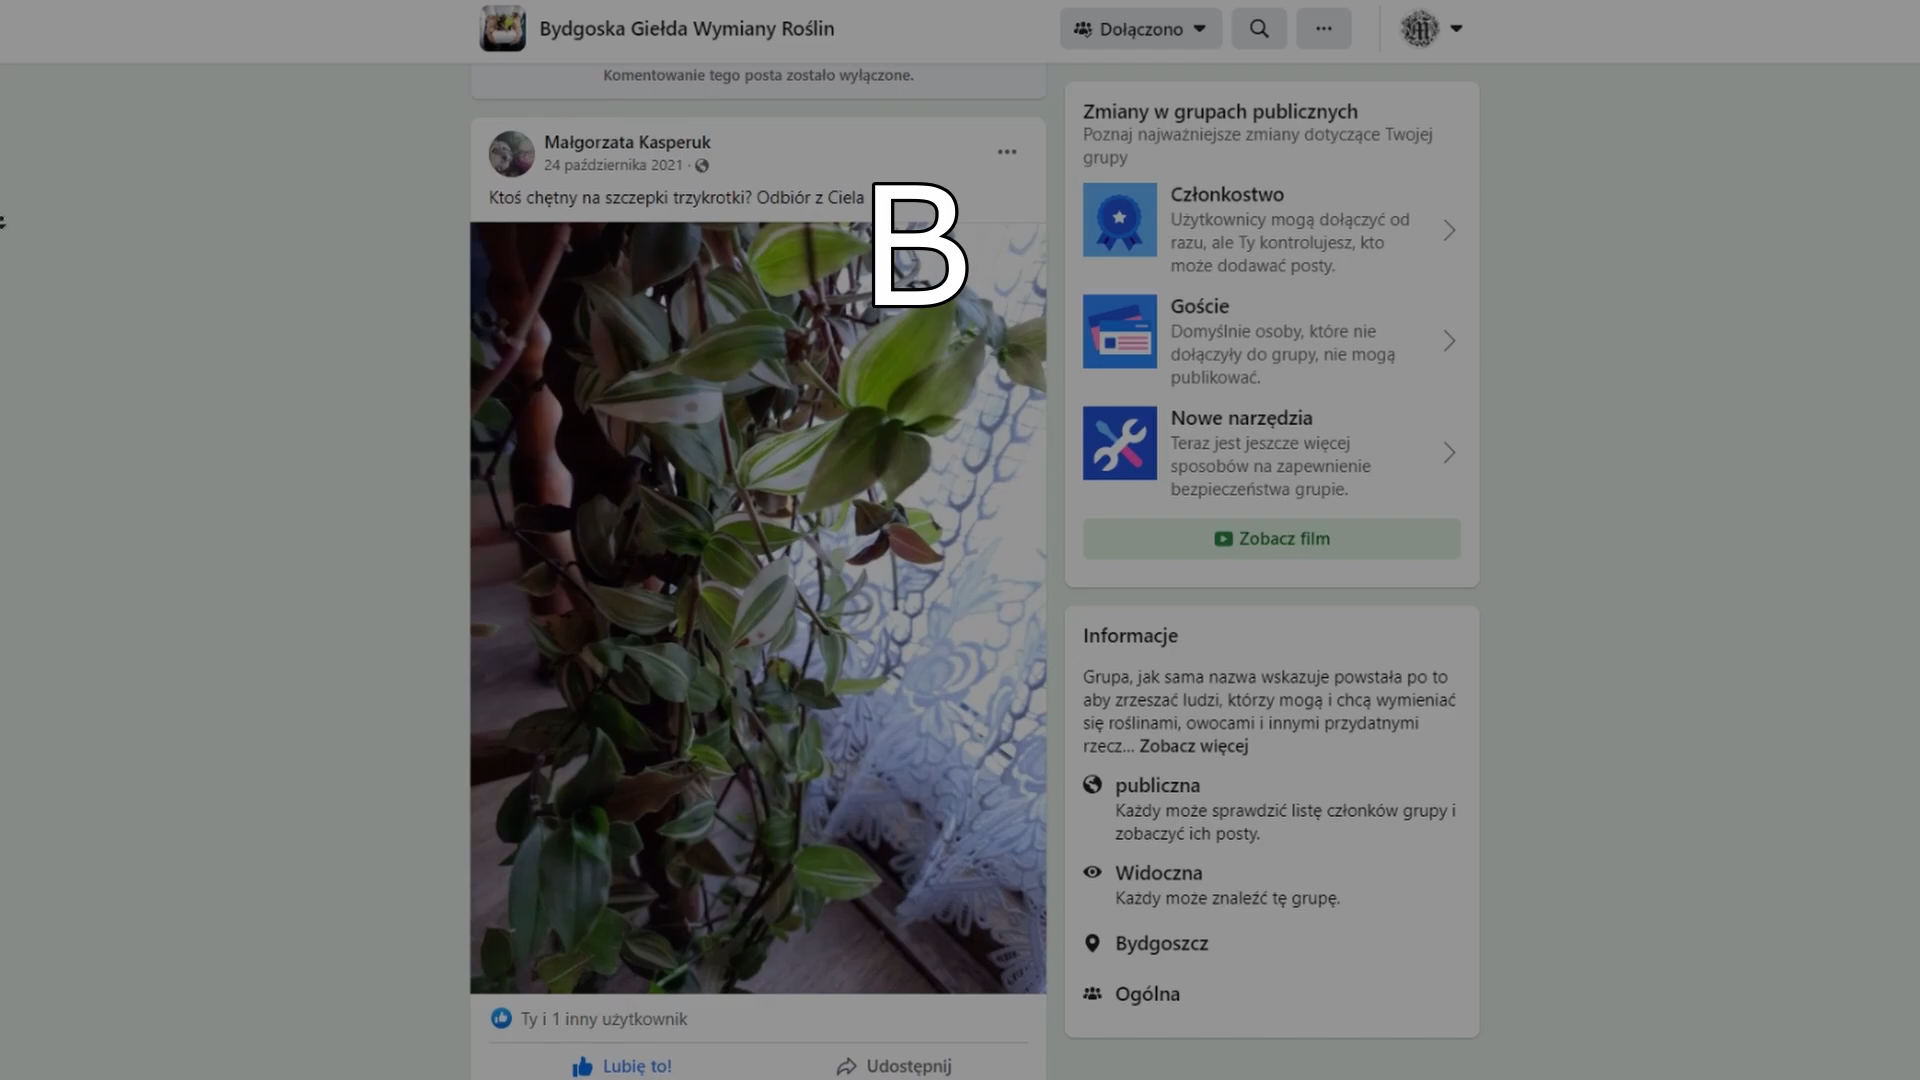 Bydgoska Giełda Wymiany Roślin
Dołączono
Komentowanie tego posta zostało wyłączone.
Małgorzata Kasperuk
24 października 2021 ·
Ktoś chętny na szczepki trzykrotki? Odbiór z Ciela
B
Ty i 1 inny użytkownik
Lubię to!
Udostępnij
Zmiany w grupach publicznych
Poznaj najważniejsze zmiany dotyczące Twojej
grupy
Członkostwo
Użytkownicy mogą dołączyć od
razu, ale Ty kontrolujesz, kto
może dodawać posty.
Goście
Domyślnie osoby, które nie
dołączyły do grupy, nie mogą
publikować.
Nowe narzędzia
Teraz jest jeszcze więcej
sposobów na zapewnienie
bezpieczeństwa grupie.
Zobacz film
Informacje
Grupa, jak sama nazwa wskazuje powstała po to
aby zrzeszać ludzi, którzy mogą i chcą wymieniać
się roślinami, owocami i innymi przydatnymi
rzecz... Zobacz więcej
publiczna
Każdy może sprawdzić listę członków grupy i
zobaczyć ich posty.
Widoczna
Każdy może znaleźć tę grupę.
Bydgoszcz
Ogólna